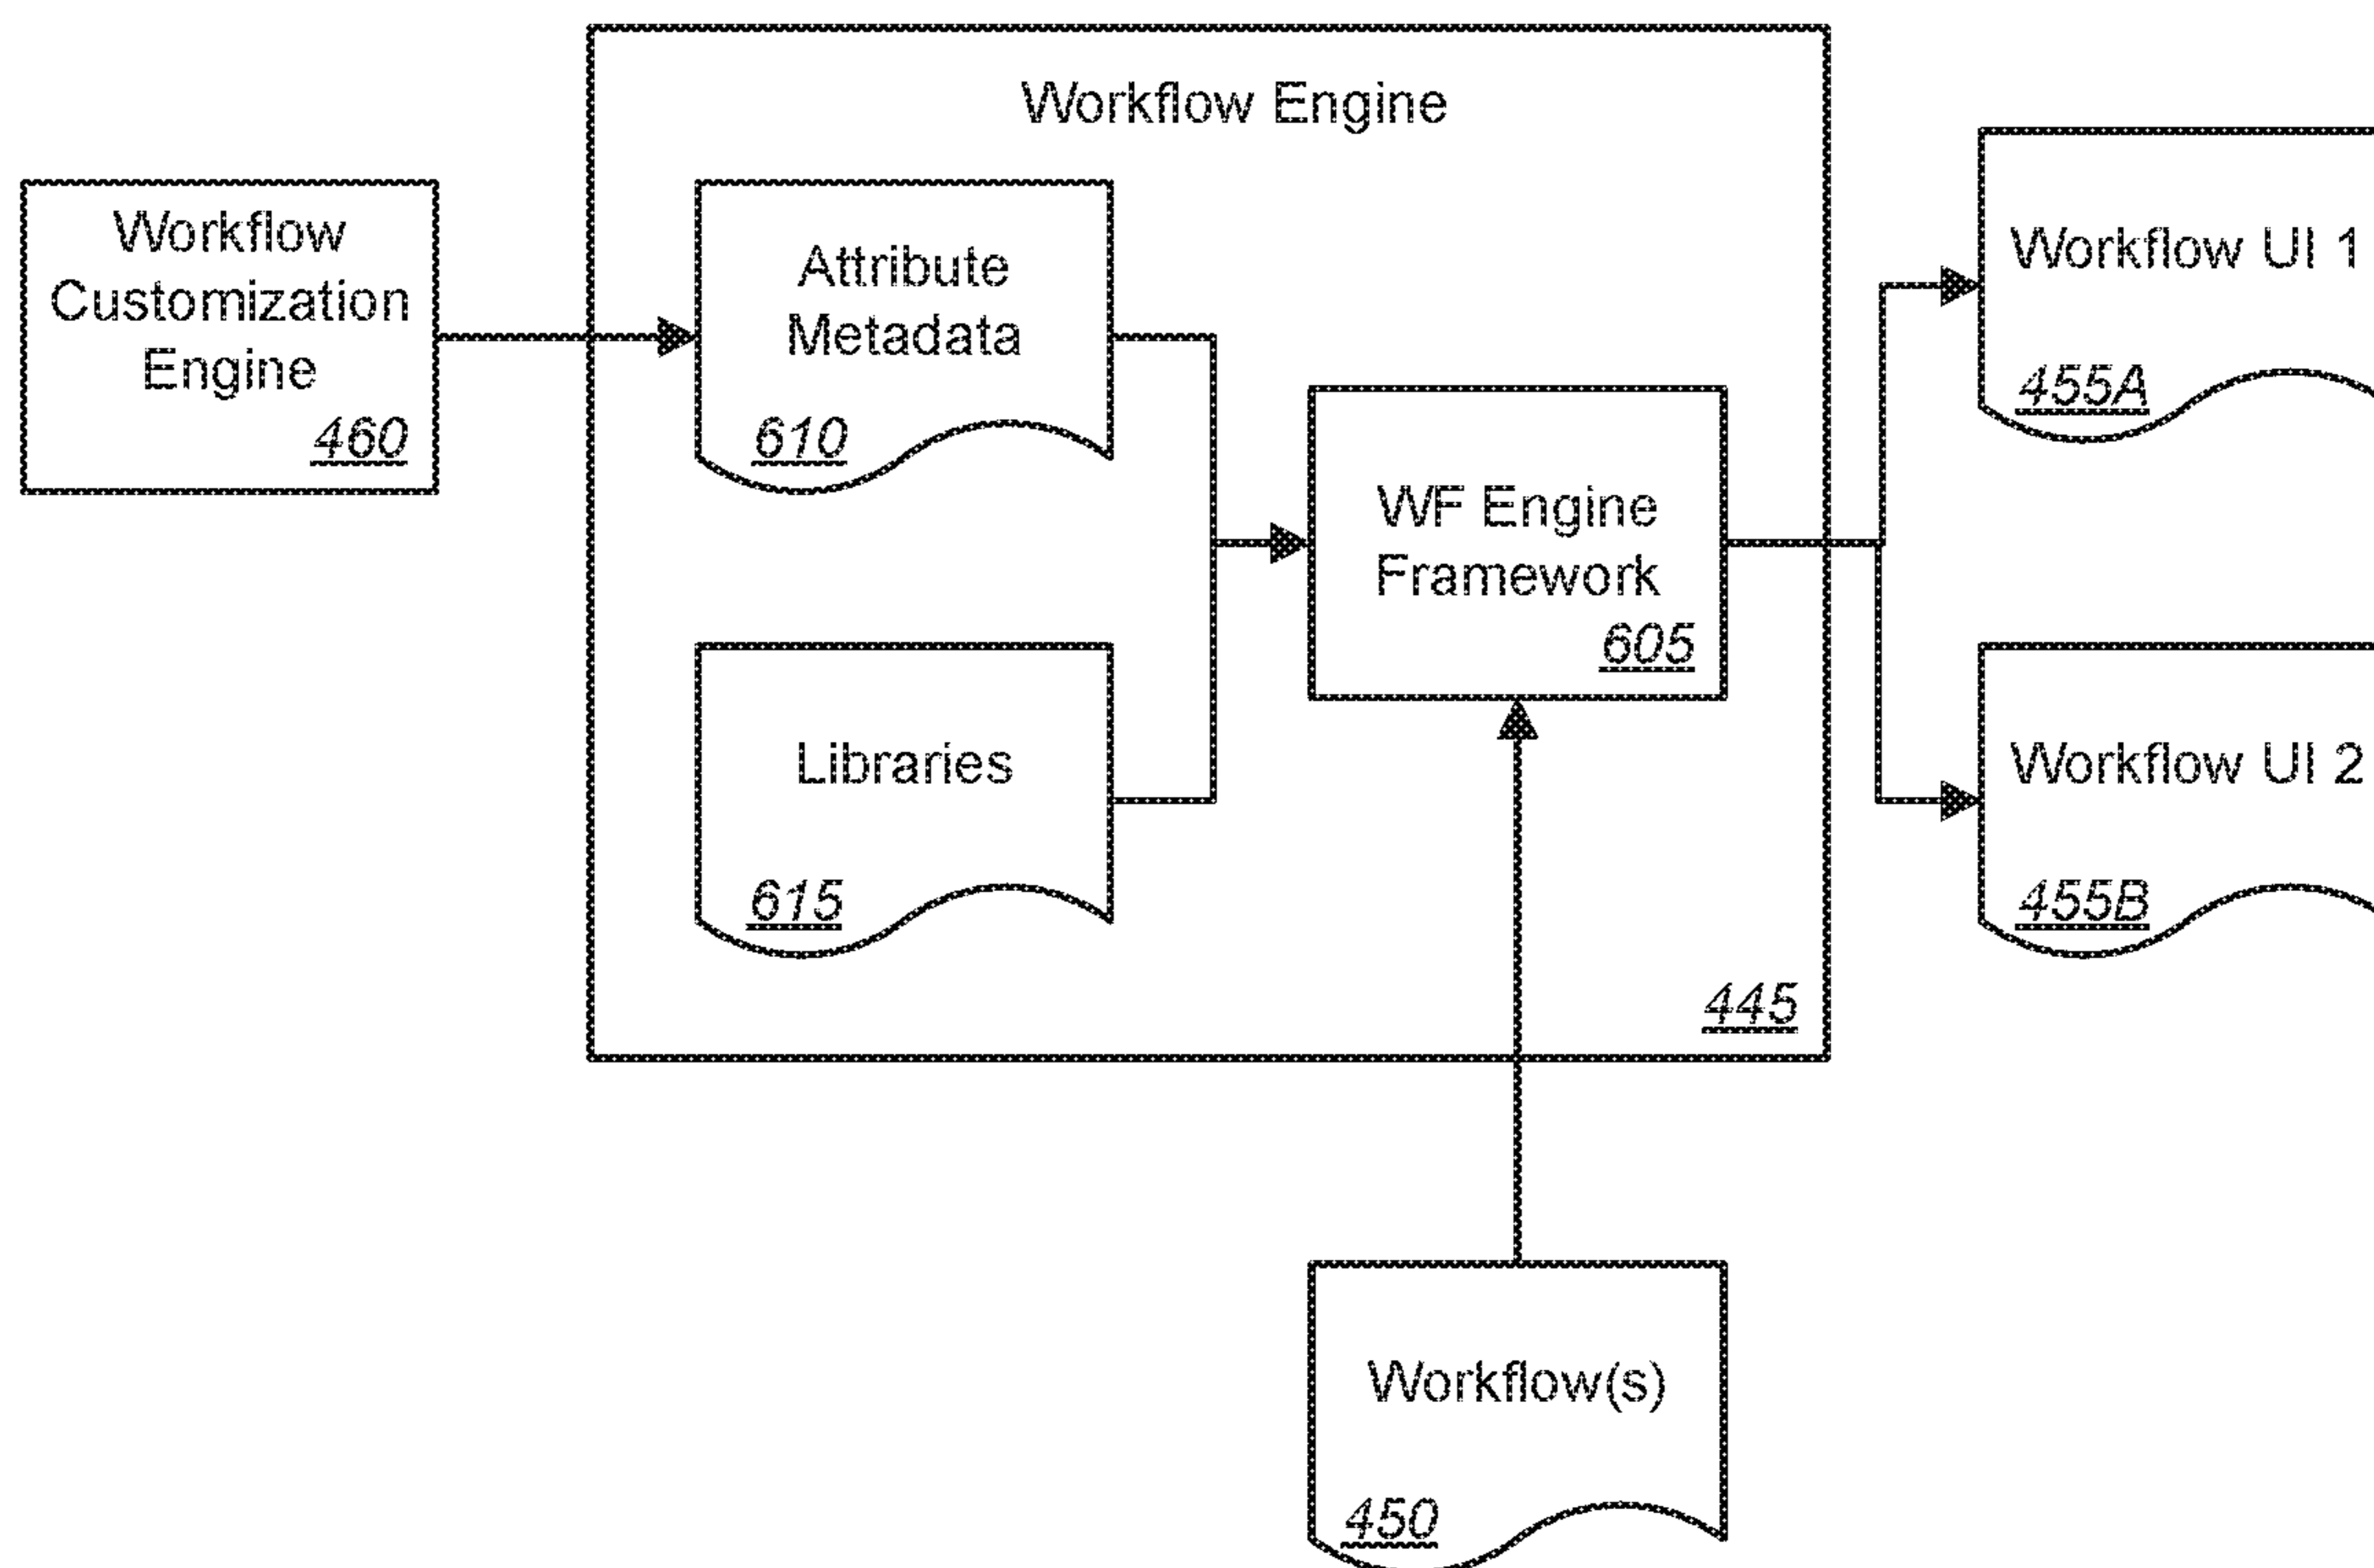 Workflow Engine
Workflow
Customization
Engine
460
Attribute
Metadata
610
Libraries
615
WF Engine
Framework
605
445
Workflow UI 1
455A
Workflow UI 2
455B
Workflow(s)
450